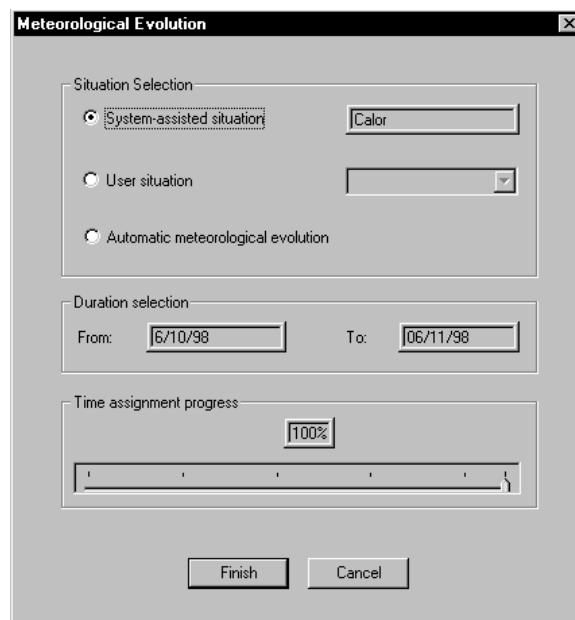 Meteorological Evolution
Situation Selection
System-assisted situation Calor
User situation
Automatic meteorological evolution
Duration selection
From: 6/10/98 To: 06/11/98
Time assignment progress
100%
Finish Cancel